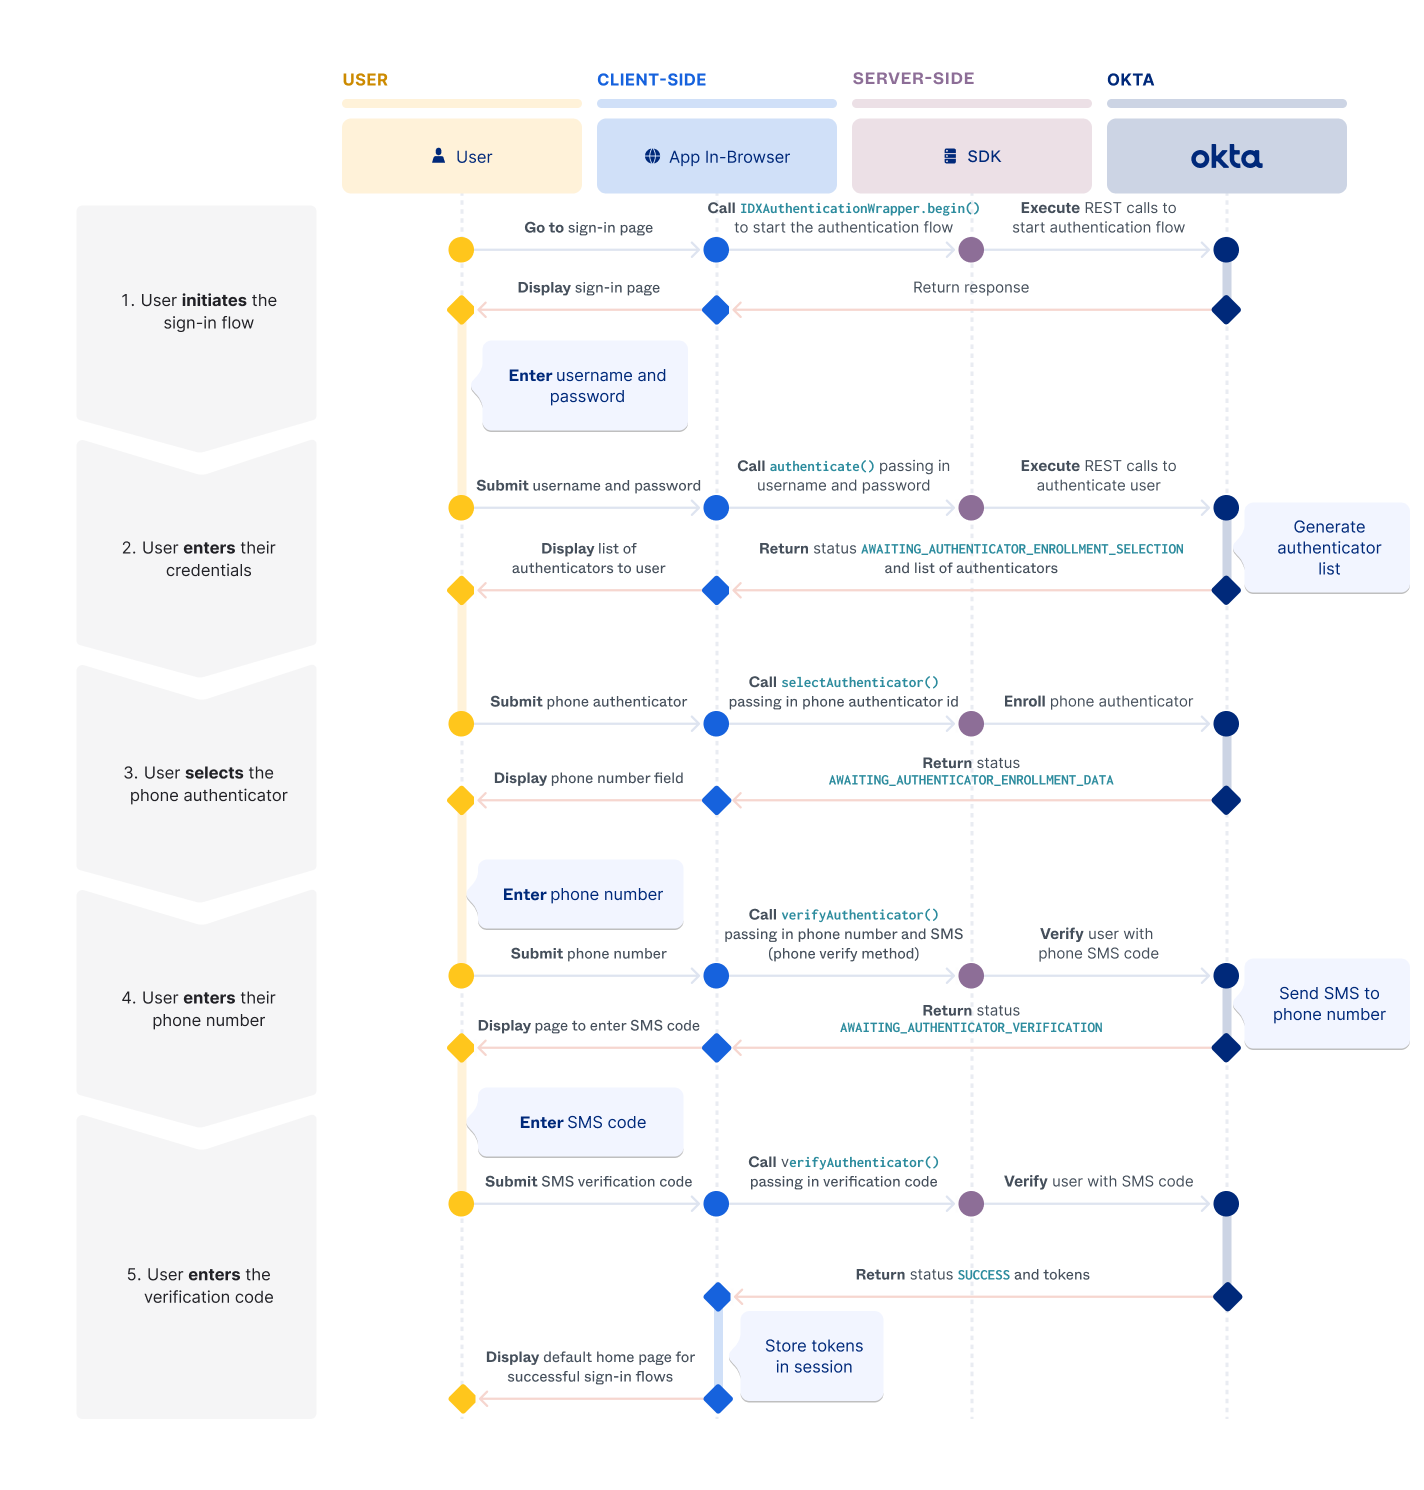 USER
CLIENT-SIDE
SERVER-SIDE
OKTA
User
App In-Browser
SDK
okta
1. User initiates the
sign-in flow
Go to sign-in page
Call IDXAuthenticationWrapper.begin()
to start the authentication flow
Execute REST calls to
start authentication flow
Display sign-in page
Return response
Enter username and
password
2. User enters their
credentials
Submit username and password
Call authenticate() passing in
username and password
Execute REST calls to
authenticate user
Generate
authenticator
list
Display list of
authenticators to user
Return status AWAITING_AUTHENTICATOR_ENROLLMENT_SELECTION
and list of authenticators
3. User selects the
phone authenticator
Submit phone authenticator
Call selectAuthenticator()
passing in phone authenticator id
Enroll phone authenticator
Display phone number field
Return status
AWAITING_AUTHENTICATOR_ENROLLMENT_DATA
Enter phone number
4. User enters their
phone number
Submit phone number
Call verifyAuthenticator()
passing in phone number and SMS
(phone verify method)
Verify user with
phone SMS code
Send SMS to
phone number
Display page to enter SMS code
Return status
AWAITING_AUTHENTICATOR_VERIFICATION
Enter SMS code
5. User enters the
verification code
Submit SMS verification code
Call verifyAuthenticator()
passing in verification code
Verify user with SMS code
Return status SUCCESS and tokens
Store tokens
in session
Display default home page for
successful sign-in flows